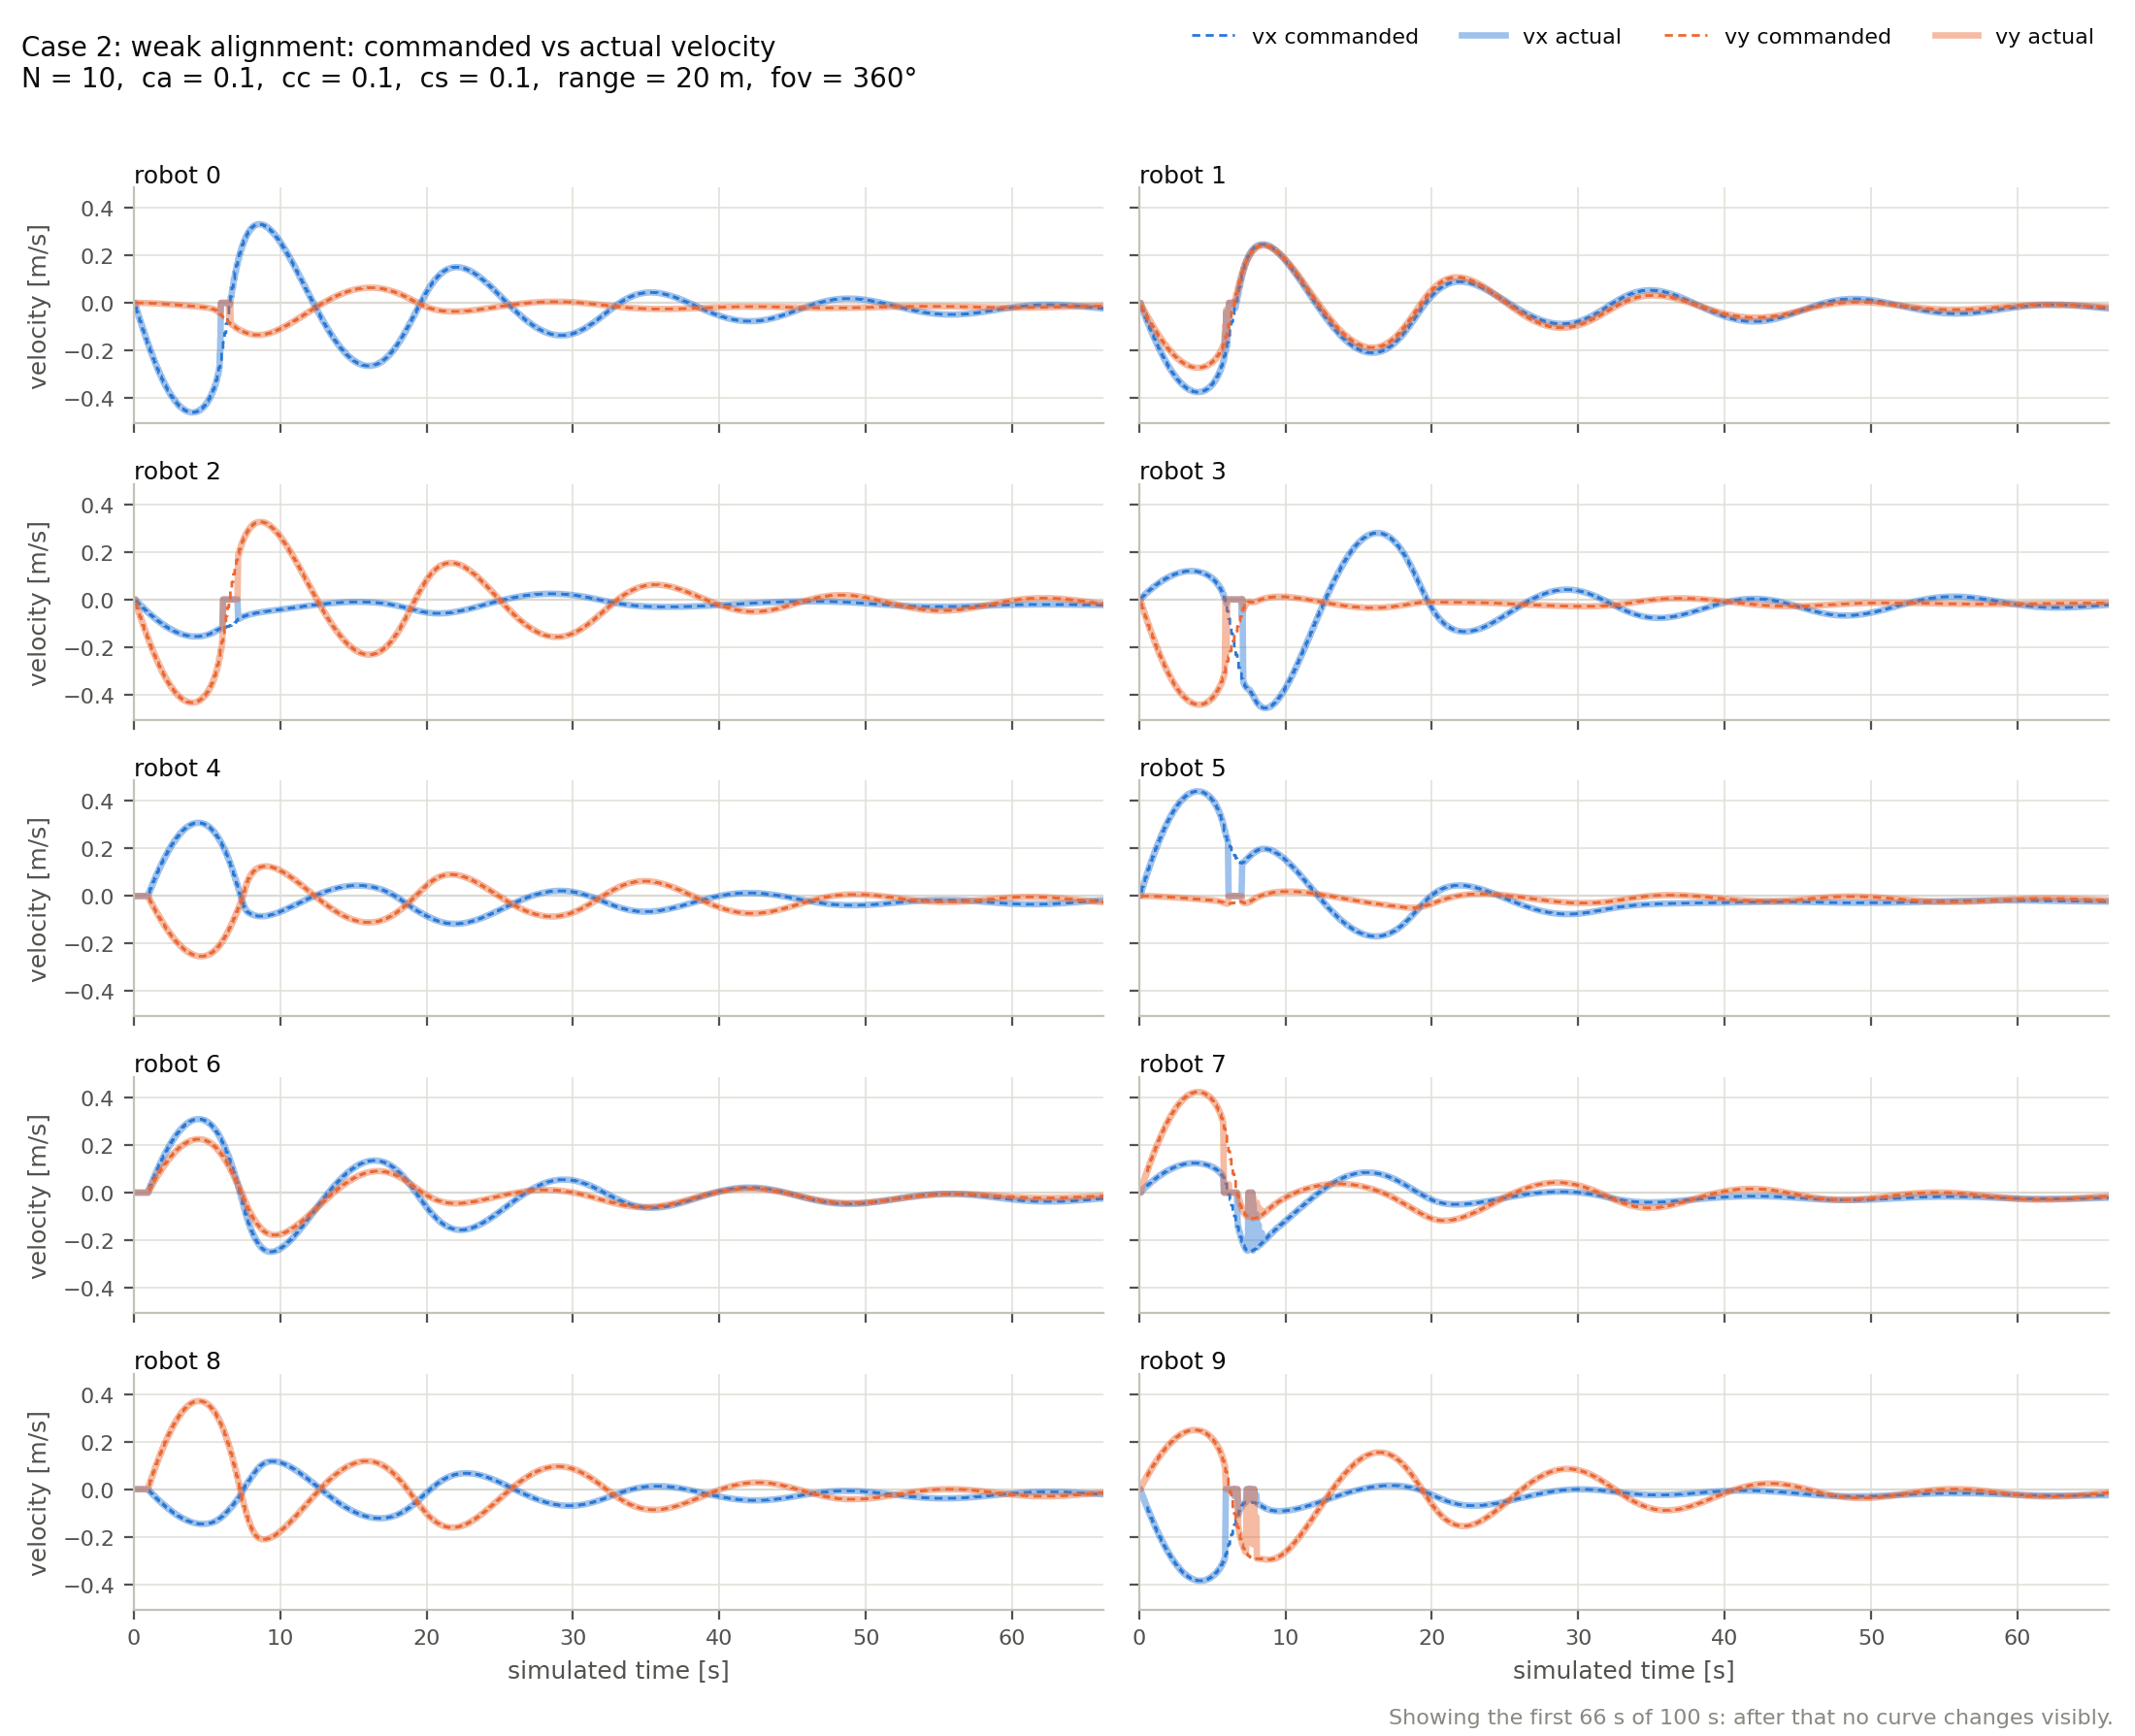 Case 2: weak alignment: commanded vs actual velocity
N = 10,  ca = 0.1,  cc = 0.1,  cs = 0.1,  range = 20 m,  fov = 360°
vx commanded
vx actual
vy commanded
vy actual
robot 0
velocity [m/s]
0.4
0.2
0.0
−0.2
−0.4
robot 1
robot 2
velocity [m/s]
0.4
0.2
0.0
−0.2
−0.4
robot 3
robot 4
velocity [m/s]
0.4
0.2
0.0
−0.2
−0.4
robot 5
robot 6
velocity [m/s]
0.4
0.2
0.0
−0.2
−0.4
robot 7
robot 8
velocity [m/s]
0.4
0.2
0.0
−0.2
−0.4
0 10 20 30 40 50 60
simulated time [s]
robot 9
0 10 20 30 40 50 60
simulated time [s]
Showing the first 66 s of 100 s: after that no curve changes visibly.